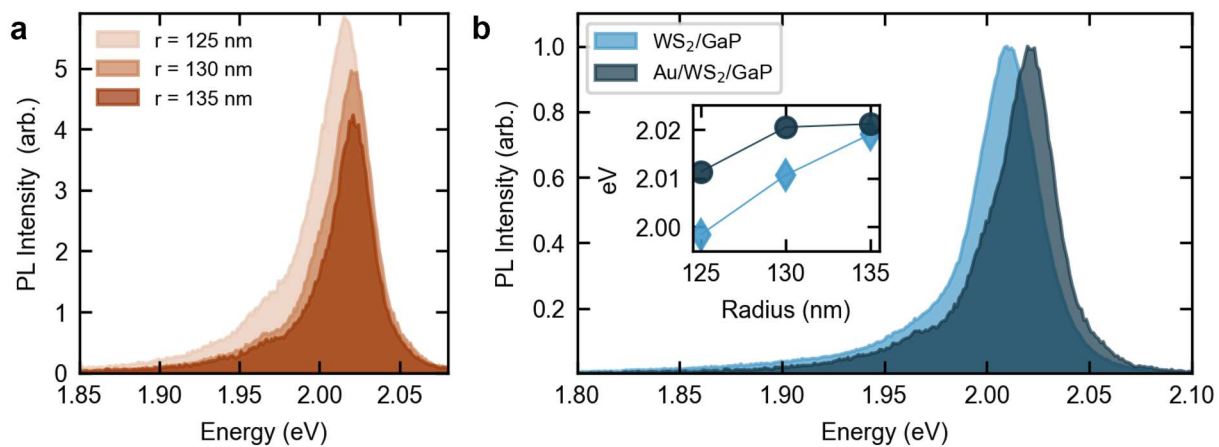 a
r = 125 nm
r = 130 nm
r = 135 nm
PL Intensity (arb.)
5
4
3
2
1
0
1.85 1.90 1.95 2.00 2.05
Energy (eV)
b
WS₂/GaP
Au/WS₂/GaP
PL Intensity (arb.)
1.0
0.8
0.6
0.4
0.2
eV
2.02
2.01
2.00
125 130 135
Radius (nm)
1.80 1.85 1.90 1.95 2.00 2.05 2.10
Energy (eV)